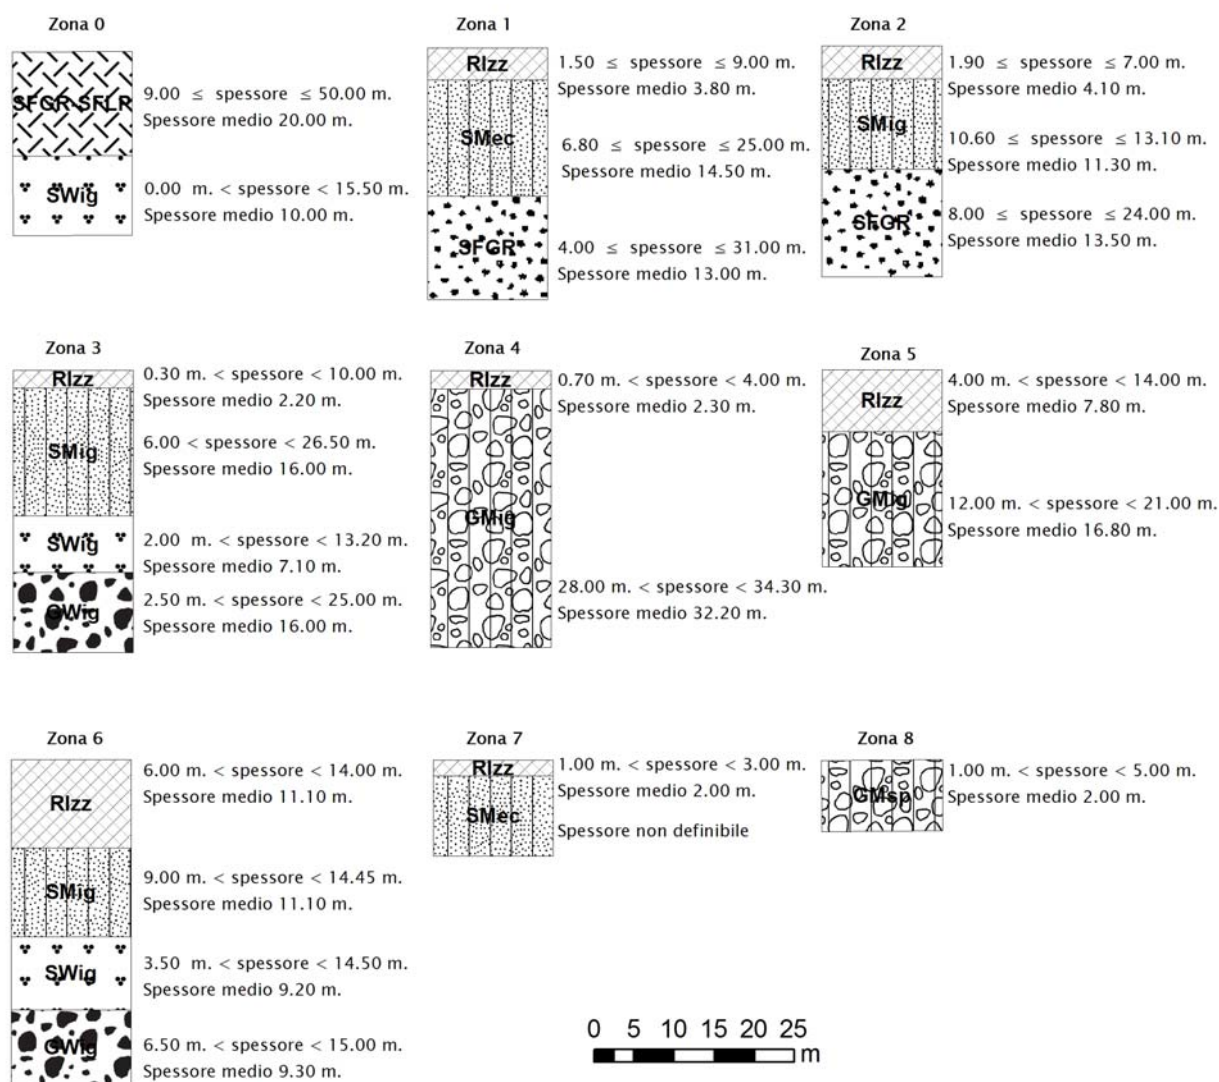 Zona 0
SFGR-SFLR
9.00 ≤ spessore ≤ 50.00 m.
Spessore medio 20.00 m.
SWig
0.00 m. < spessore < 15.50 m.
Spessore medio 10.00 m.
Zona 1
RIzz
1.50 ≤ spessore ≤ 9.00 m.
Spessore medio 3.80 m.
SMec
6.80 ≤ spessore ≤ 25.00 m.
Spessore medio 14.50 m.
SFGR
4.00 ≤ spessore ≤ 31.00 m.
Spessore medio 13.00 m.
Zona 2
RIzz
1.90 ≤ spessore ≤ 7.00 m.
Spessore medio 4.10 m.
SMig
10.60 ≤ spessore ≤ 13.10 m.
Spessore medio 11.30 m.
SFGR
8.00 ≤ spessore ≤ 24.00 m.
Spessore medio 13.50 m.
Zona 3
RIzz
0.30 m. < spessore < 10.00 m.
Spessore medio 2.20 m.
SMig
6.00 < spessore < 26.50 m.
Spessore medio 16.00 m.
SWig
2.00 m. < spessore < 13.20 m.
Spessore medio 7.10 m.
GWig
2.50 m. < spessore < 25.00 m.
Spessore medio 16.00 m.
Zona 4
RIzz
0.70 m. < spessore < 4.00 m.
Spessore medio 2.30 m.
GMig
28.00 m. < spessore < 34.30 m.
Spessore medio 32.20 m.
Zona 5
RIzz
4.00 m. < spessore < 14.00 m.
Spessore medio 7.80 m.
GMig
12.00 m. < spessore < 21.00 m.
Spessore medio 16.80 m.
Zona 6
RIzz
6.00 m. < spessore < 14.00 m.
Spessore medio 11.10 m.
SMig
9.00 m. < spessore < 14.45 m.
Spessore medio 11.10 m.
SWig
3.50 m. < spessore < 14.50 m.
Spessore medio 9.20 m.
GWig
6.50 m. < spessore < 15.00 m.
Spessore medio 9.30 m.
Zona 7
RIzz
1.00 m. < spessore < 3.00 m.
Spessore medio 2.00 m.
SMec
Spessore non definibile
Zona 8
GMsp
1.00 m. < spessore < 5.00 m.
Spessore medio 2.00 m.
0 5 10 15 20 25
m